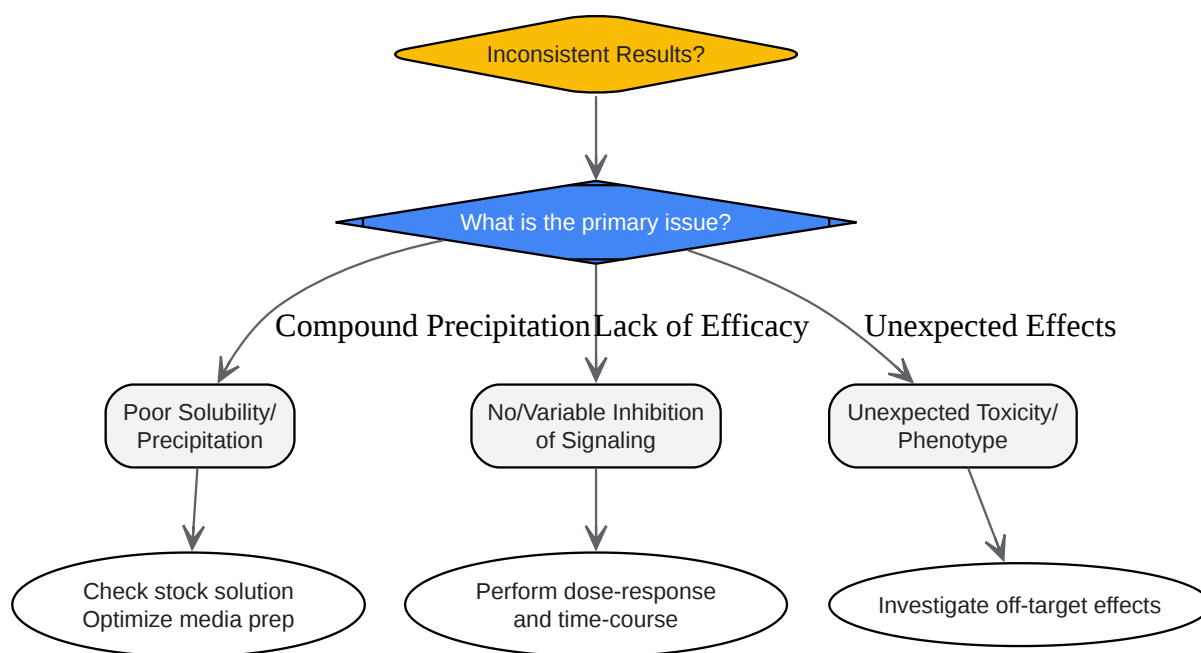 Inconsistent Results?
What is the primary issue?
Compound Precipitation
Lack of Efficacy
Unexpected Effects
Poor Solubility/
Precipitation
No/Variable Inhibition
of Signaling
Unexpected Toxicity/
Phenotype
Check stock solution
Optimize media prep
Perform dose-response
and time-course
Investigate off-target effects